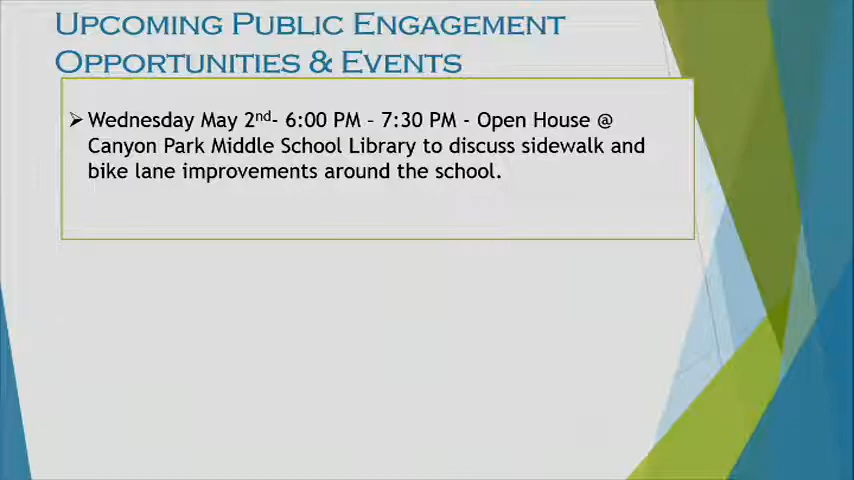 Upcoming Public Engagement
Opportunities & Events
➢ Wednesday May 2nd- 6:00 PM – 7:30 PM - Open House @
Canyon Park Middle School Library to discuss sidewalk and
bike lane improvements around the school.